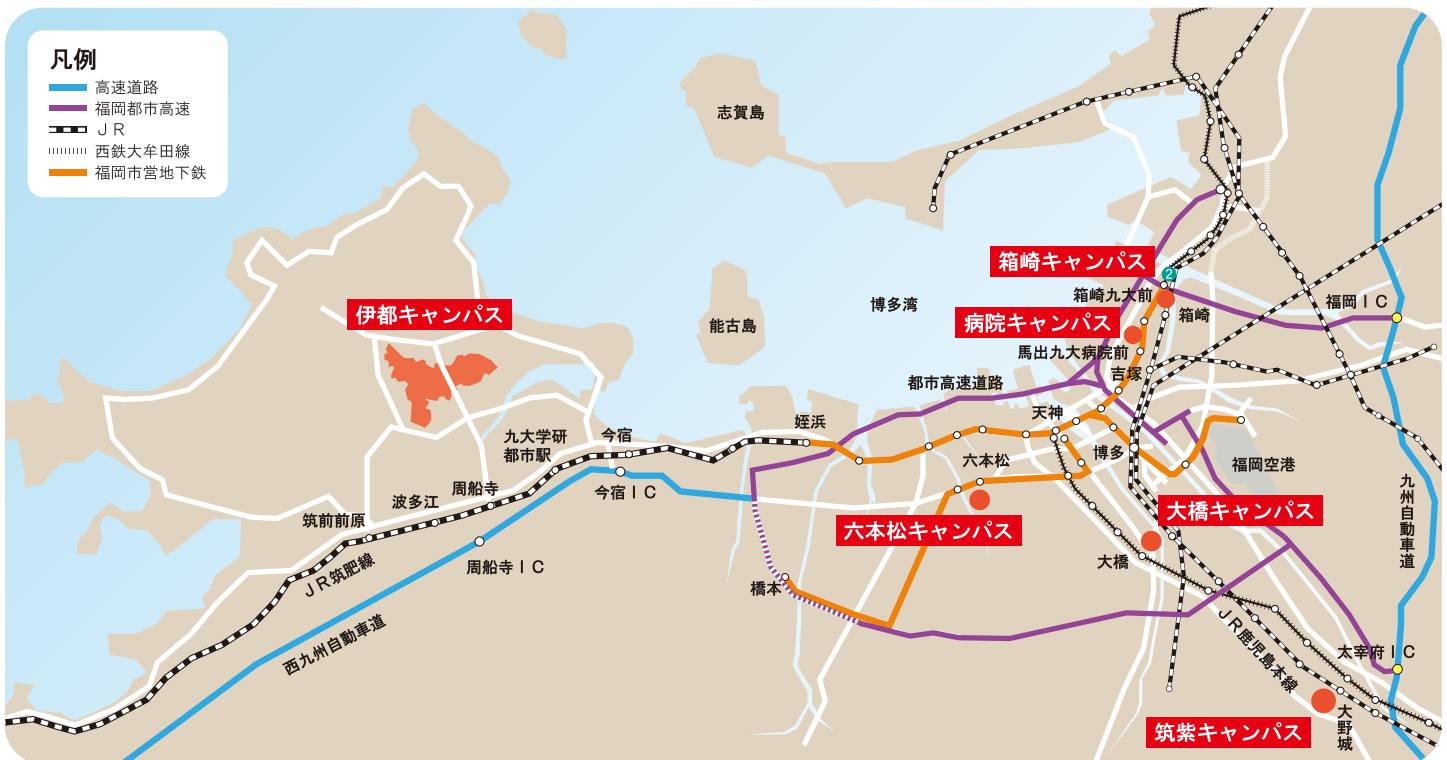 凡例
高速道路
福岡都市高速
ＪＲ
西鉄大牟田線
福岡市営地下鉄
志賀島
箱崎キャンパス
2
箱崎九大前
箱崎
福岡ＩＣ
博多湾
伊都キャンパス
能古島
病院キャンパス
馬出九大病院前
吉塚
都市高速道路
天神
姪浜
今宿
九大学研
都市駅
六本松
博多
福岡空港
九州自動車道
今宿ＩＣ
周船寺
波多江
筑前前原
六本松キャンパス
大橋キャンパス
大橋
ＪＲ筑肥線
周船寺ＩＣ
橋本
西九州自動車道
ＪＲ鹿児島本線
太宰府ＩＣ
筑紫キャンパス
大野城